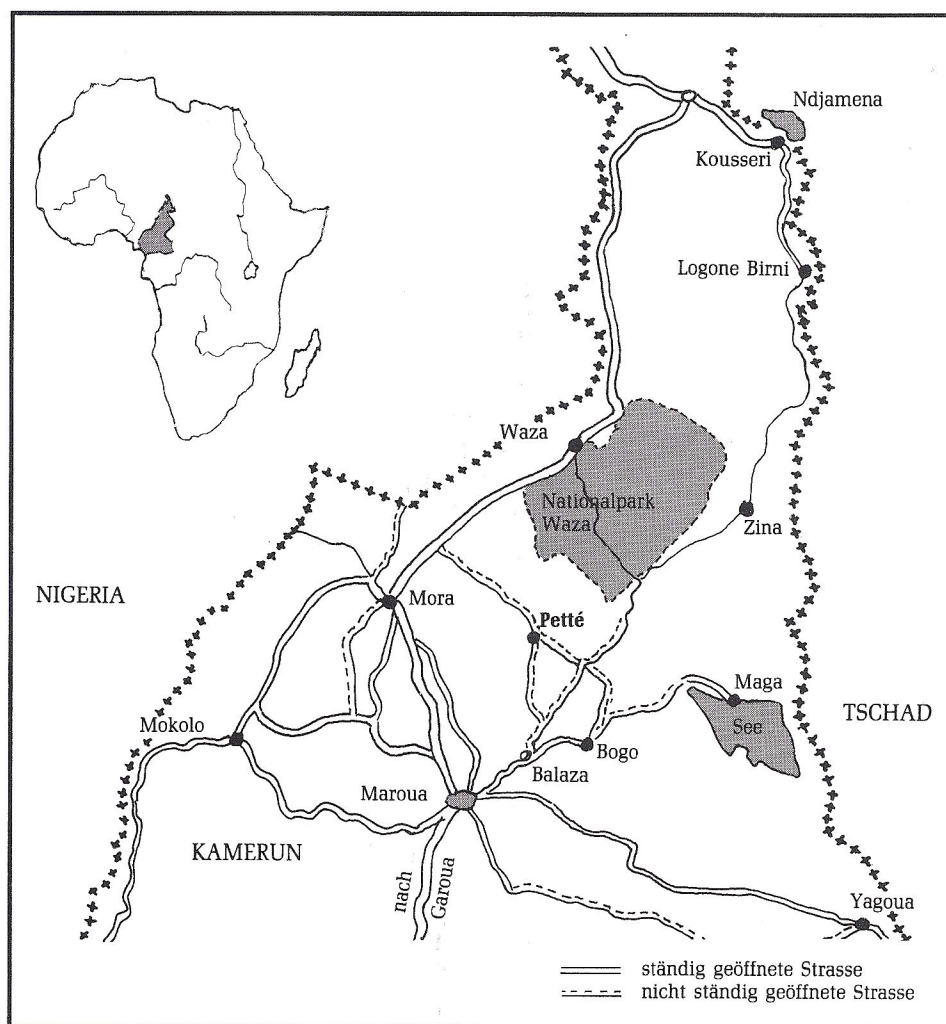 Ndjamena
Kousseri
Logone Birni
Waza
Nationalpark
Waza
Zina
NIGERIA
Mora
Petté
Maga
See
TSCHAD
Mokolo
Bogo
Balaza
Maroua
KAMERUN
nach
Garoua
Yagoua
ständig geöffnete Strasse
nicht ständig geöffnete Strasse